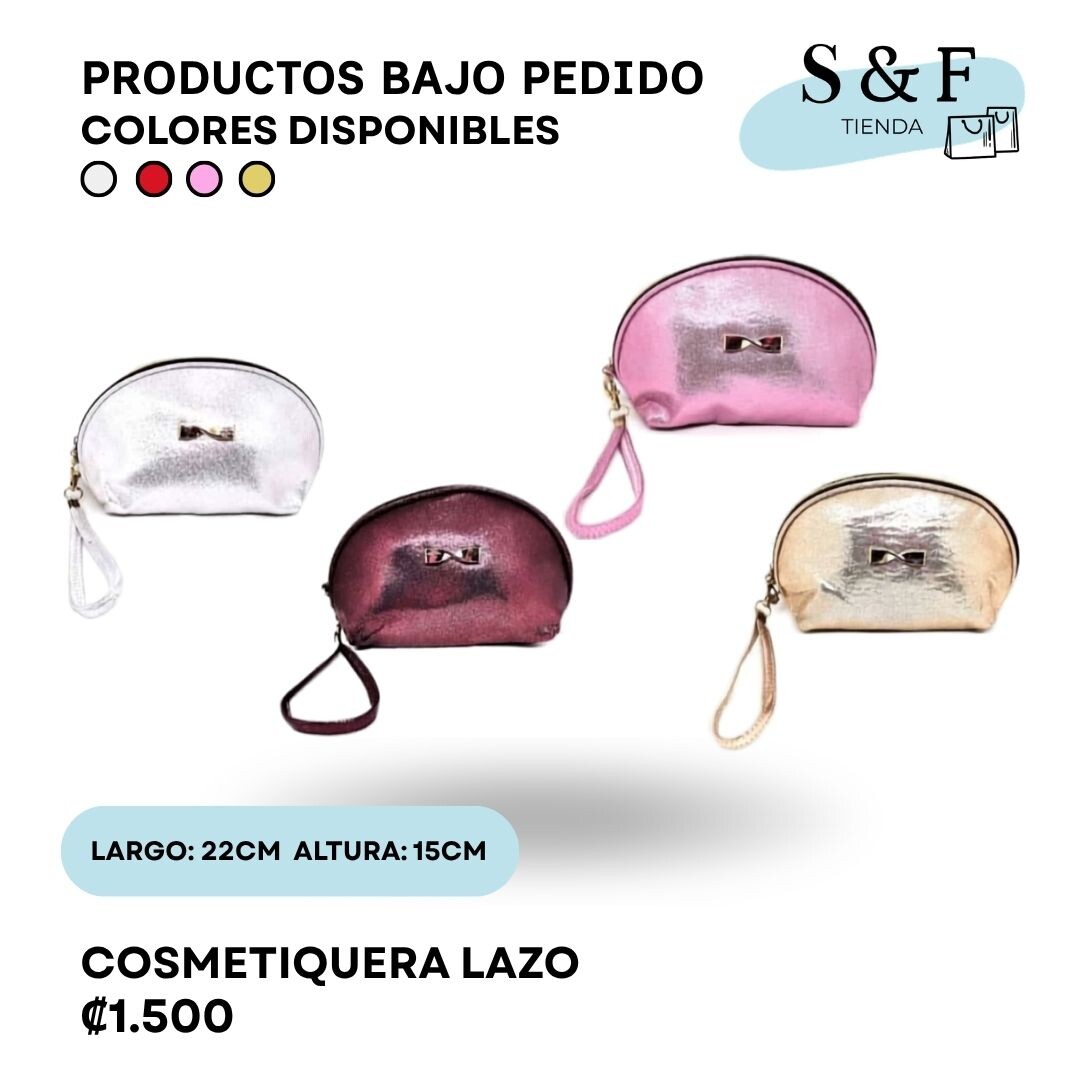 PRODUCTOS BAJO PEDIDO
COLORES DISPONIBLES
S & F
TIENDA
LARGO: 22CM ALTURA: 15CM
COSMETIQUERA LAZO
₡1.500